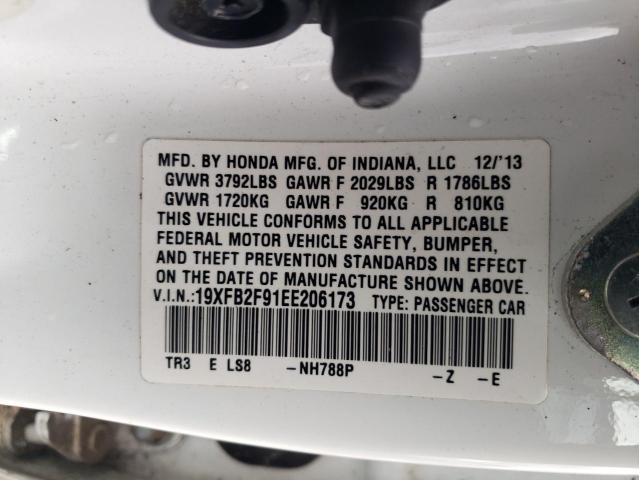 MFD. BY HONDA MFG. OF INDIANA, LLC 12/'13
GVWR 3792LBS GAWR F 2029LBS R 1786LBS
GVWR 1720KG GAWR F 920KG R 810KG
THIS VEHICLE CONFORMS TO ALL APPLICABLE
FEDERAL MOTOR VEHICLE SAFETY, BUMPER,
AND THEFT PREVENTION STANDARDS IN EFFECT
ON THE DATE OF MANUFACTURE SHOWN ABOVE.
V.I.N.:19XFB2F91EE206173 TYPE: PASSENGER CAR
TR3 E LS8 -NH788P -Z -E